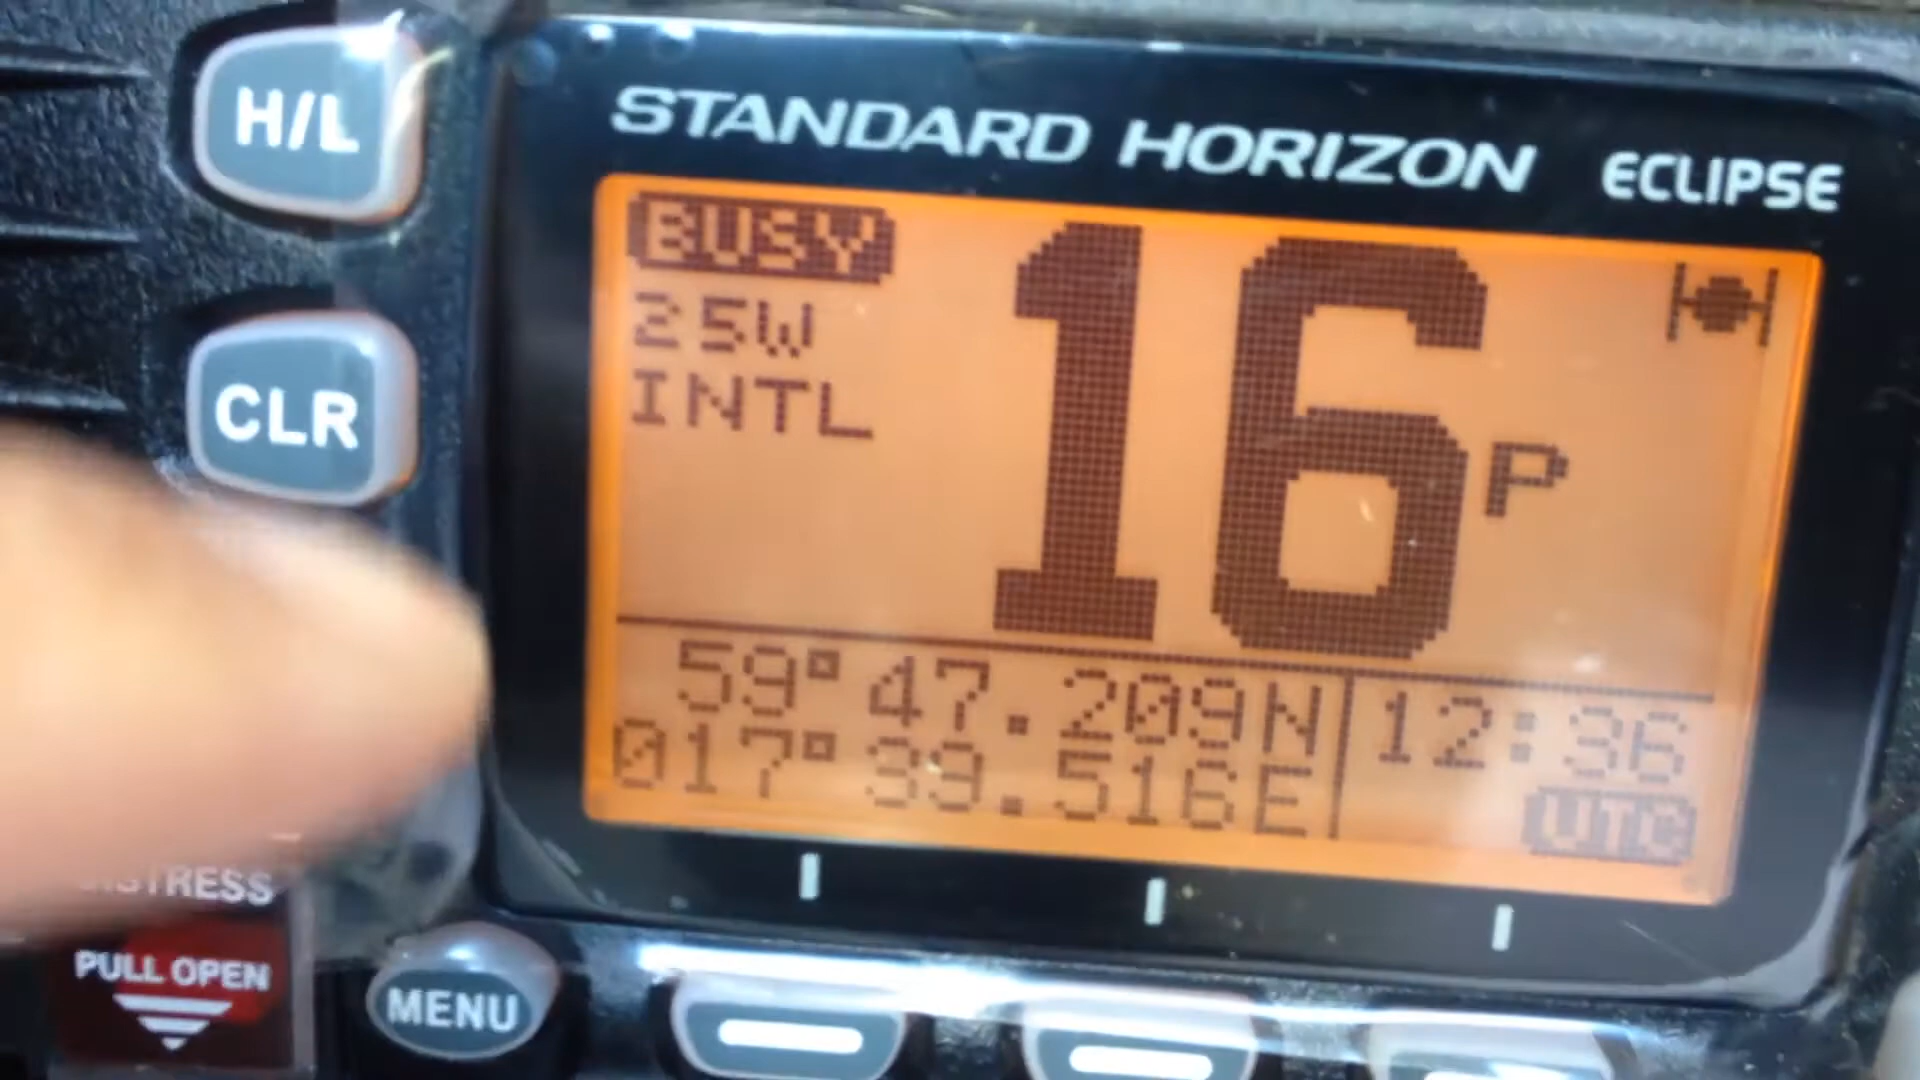 H/L
STANDARD HORIZON ECLIPSE
BUSY
25W
INTL
16
P
CLR
59°47.209N
017°39.516E
12:36
UTC
DISTRESS
PULL OPEN
MENU